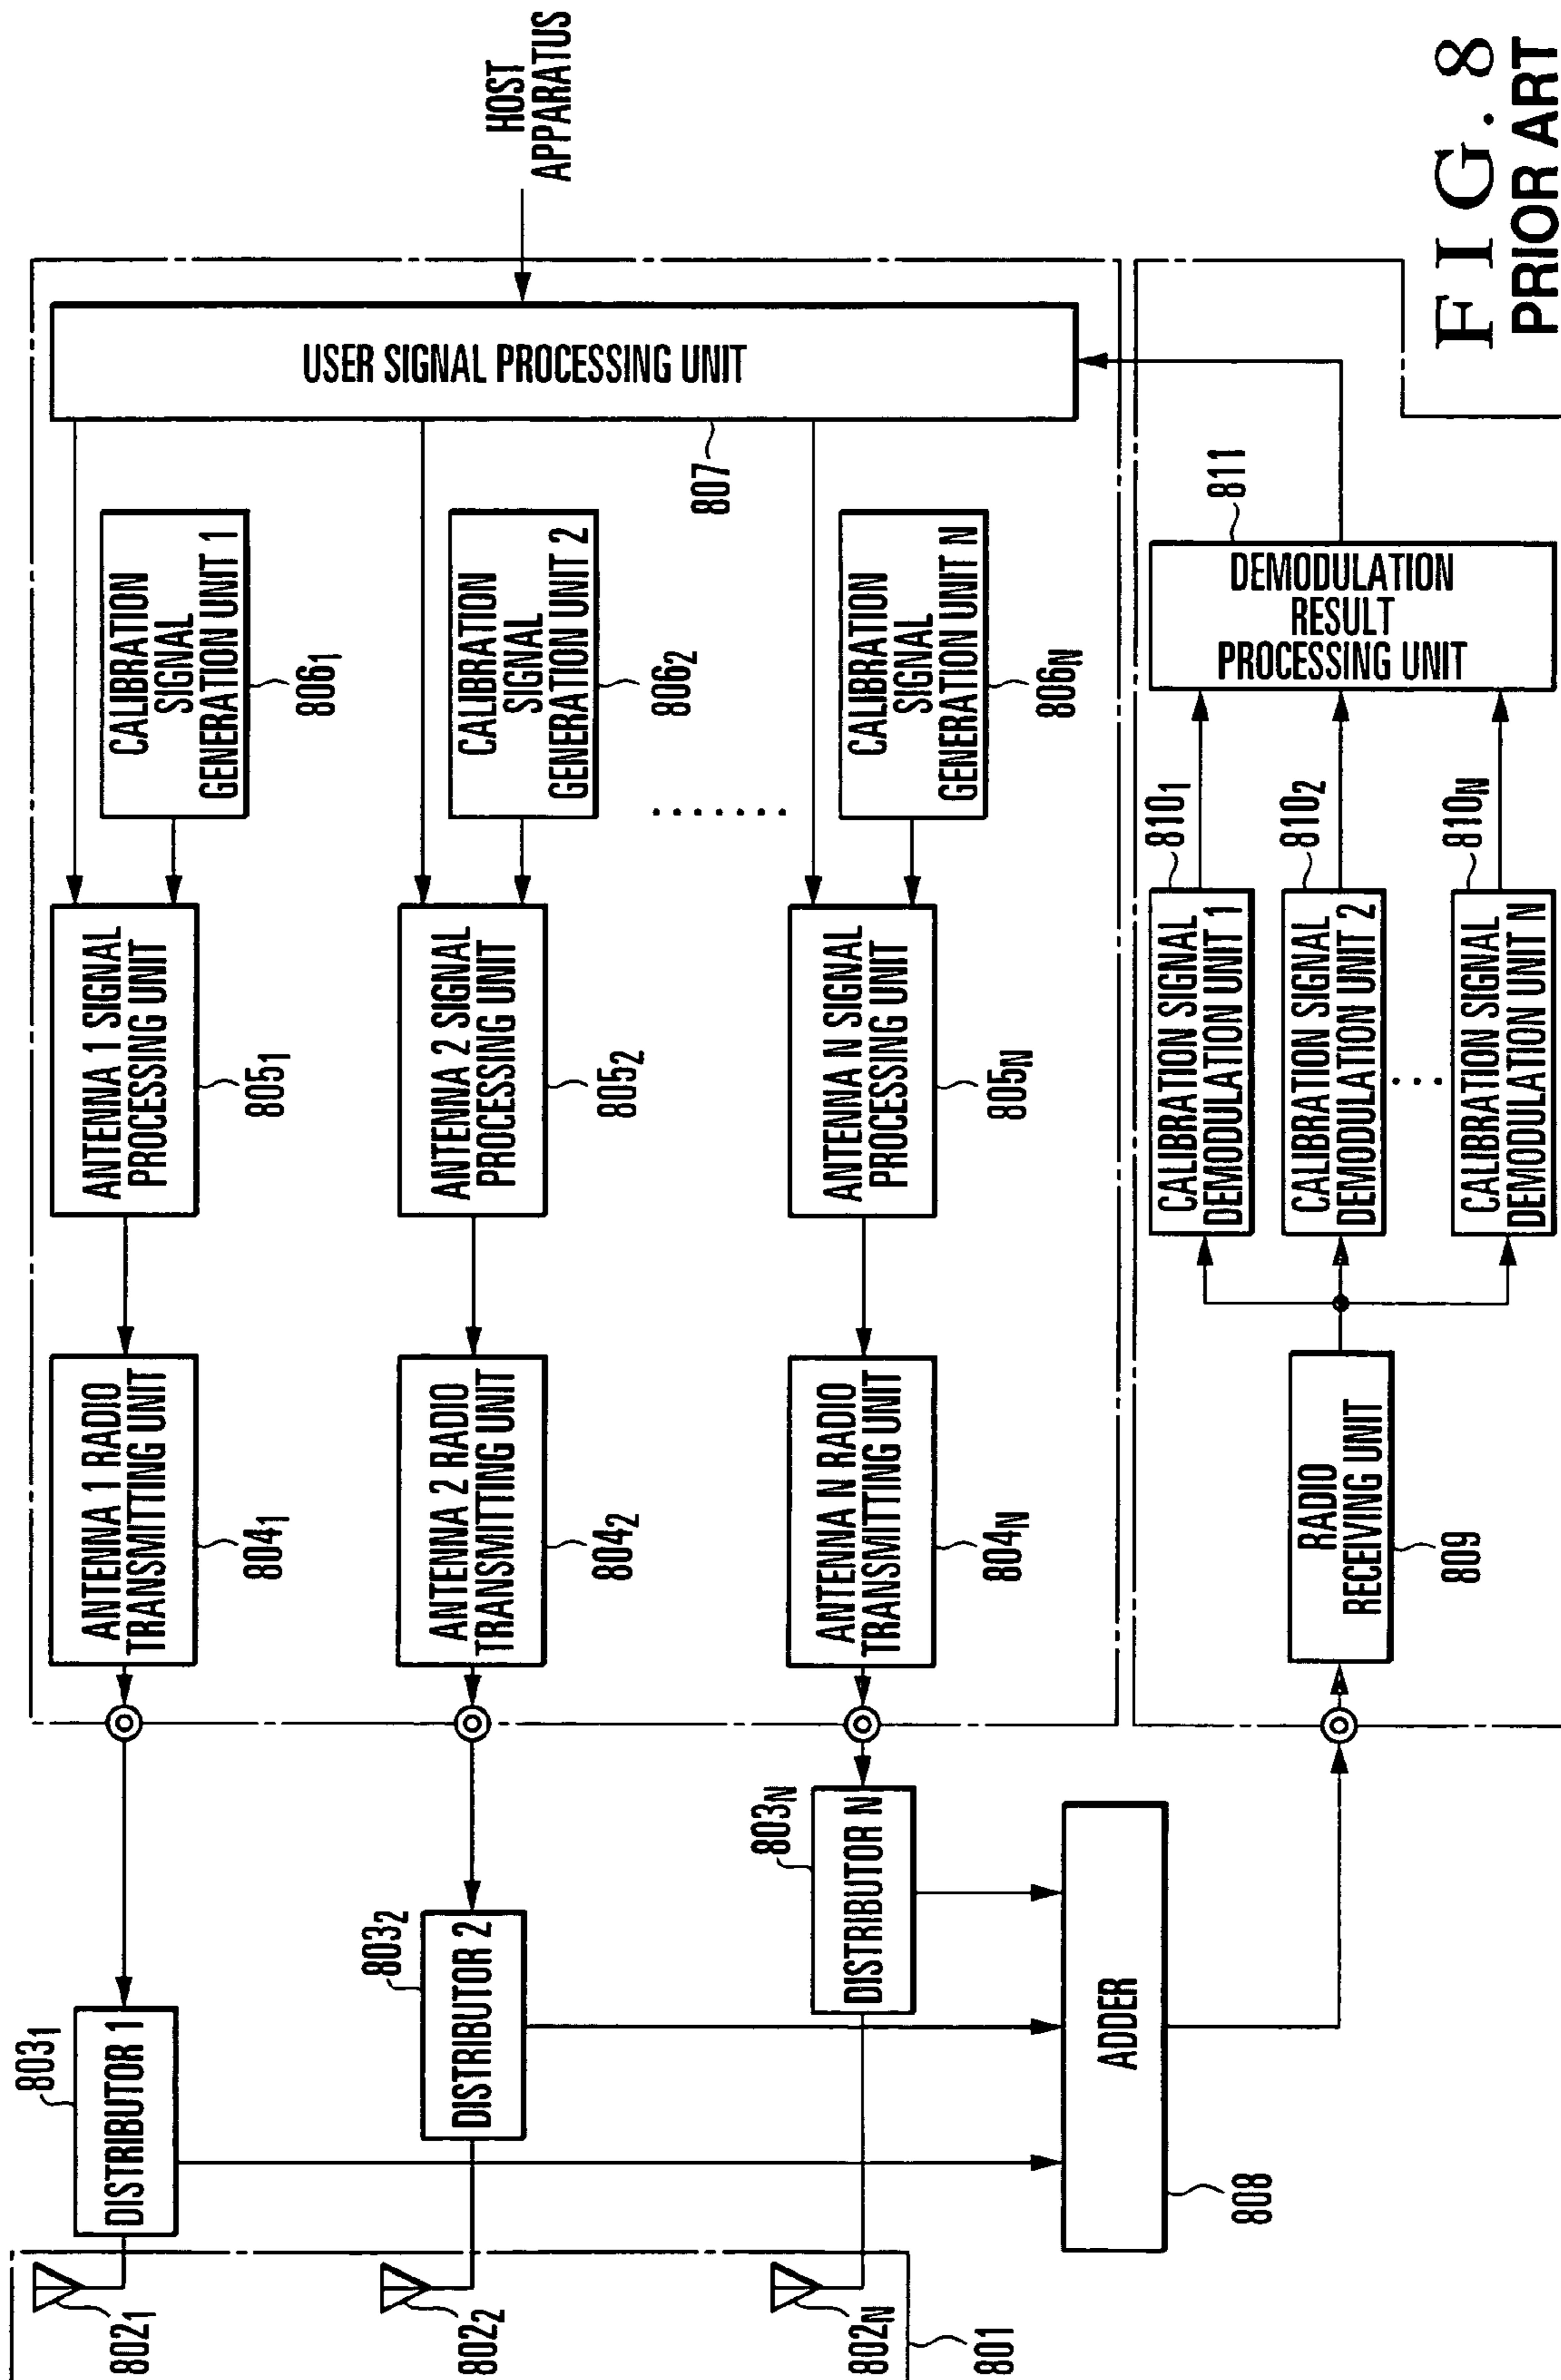 HOST
APPARATUS
USER SIGNAL PROCESSING UNIT
807
CALIBRATION
SIGNAL
GENERATION UNIT 1
806₁
CALIBRATION
SIGNAL
GENERATION UNIT 2
806₂
.......
CALIBRATION
SIGNAL
GENERATION UNIT N
806N
ANTENNA 1 SIGNAL
PROCESSING UNIT
805₁
ANTENNA 2 SIGNAL
PROCESSING UNIT
805₂
ANTENNA N SIGNAL
PROCESSING UNIT
805N
ANTENNA 1 RADIO
TRANSMITTING UNIT
804₁
ANTENNA 2 RADIO
TRANSMITTING UNIT
804₂
ANTENNA N RADIO
TRANSMITTING UNIT
804N
803₁
DISTRIBUTOR 1
803₂
DISTRIBUTOR 2
803N
DISTRIBUTOR N
802₁
802₂
802N
801
ADDER
808
RADIO
RECEIVING UNIT
809
810₁
CALIBRATION SIGNAL
DEMODULATION UNIT 1
810₂
CALIBRATION SIGNAL
DEMODULATION UNIT 2
...
810N
CALIBRATION SIGNAL
DEMODULATION UNIT N
811
DEMODULATION
RESULT
PROCESSING UNIT
FIG. 8
PRIOR ART